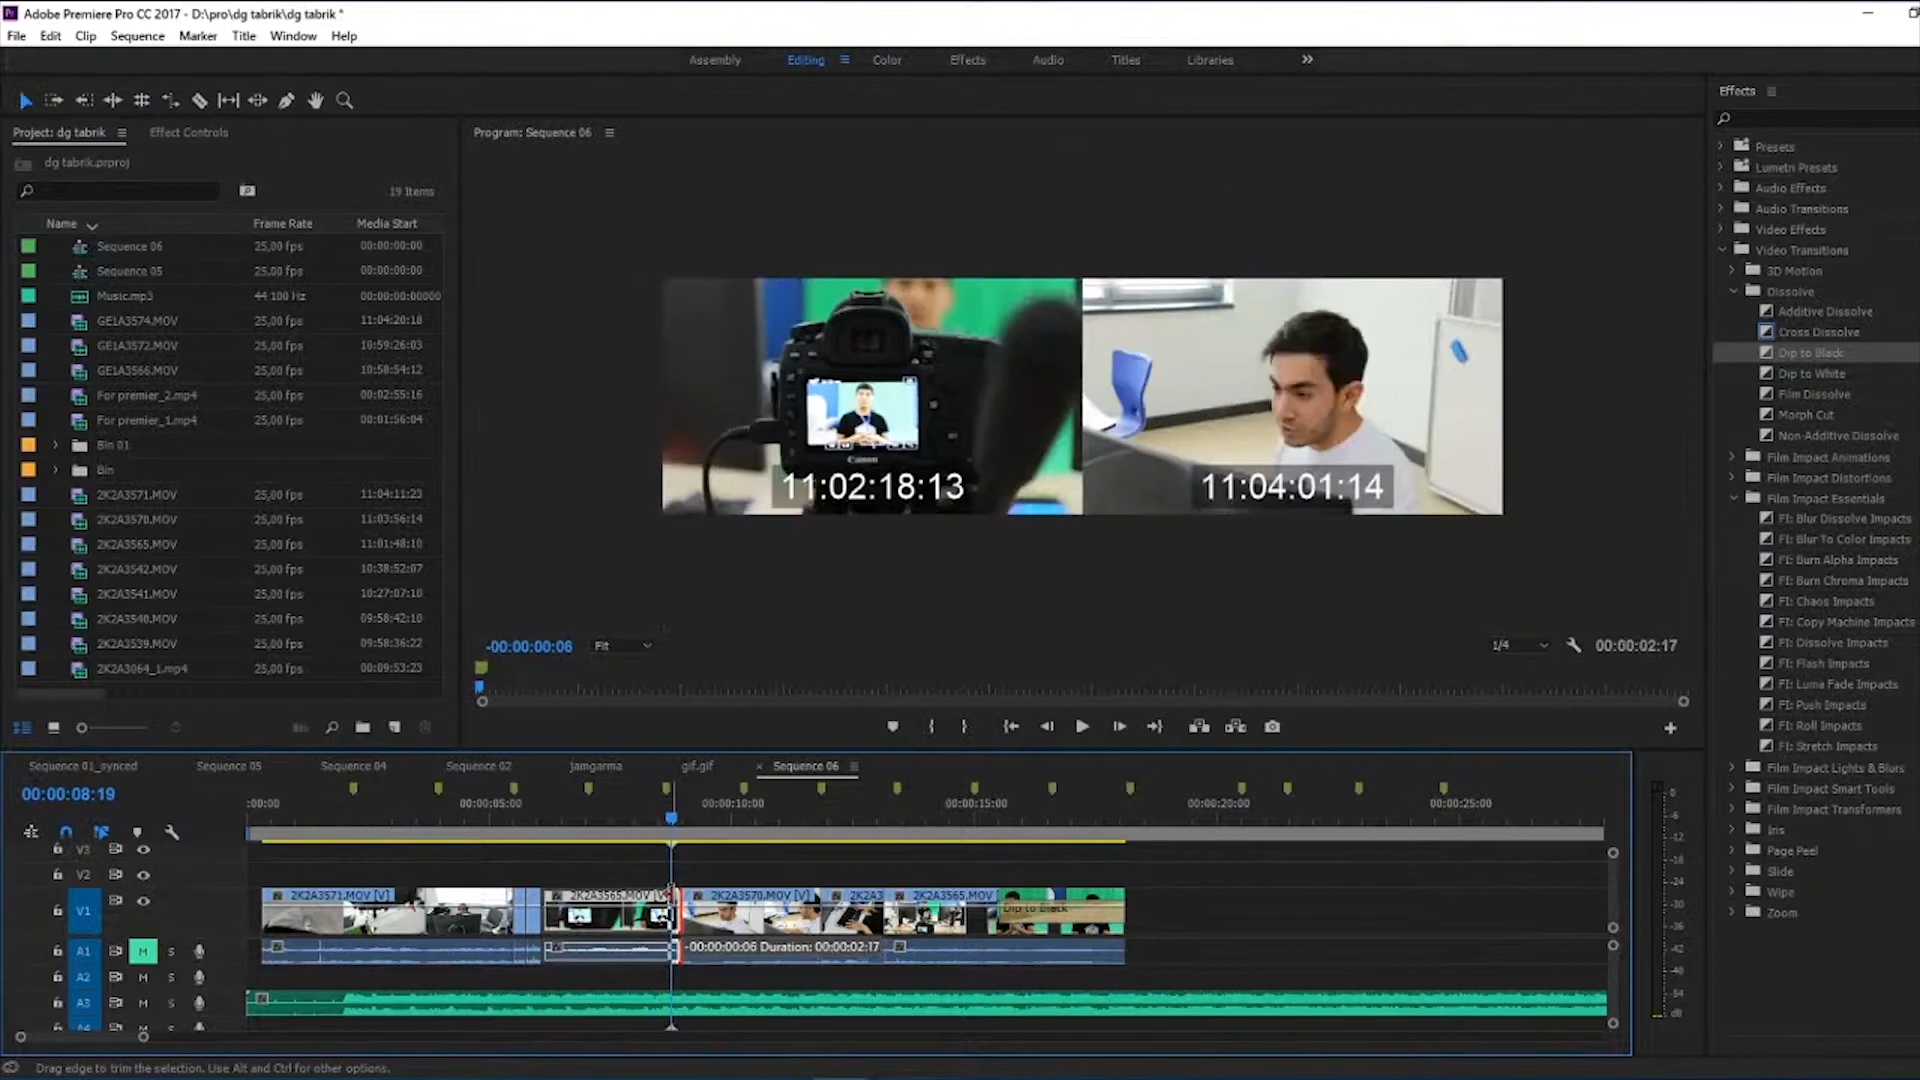 Adobe Premiere Pro CC 2017 - D:\pro\dg tabrik\dg tabrik *
File Edit Clip Sequence Marker Title Window Help
Assembly Editing Color Effects Audio Titles Libraries
Project: dg tabrik Effect Controls
dg tabrik.prproj
19 Items
Name Frame Rate Media Start
Sequence 06 25,00 fps 00:00:00:00
Sequence 05 25,00 fps 00:00:00:00
Music.mp3 44 100 Hz 00:00:00:00000
GE1A3574.MOV 25,00 fps 11:04:20:18
GE1A3572.MOV 25,00 fps 10:59:26:03
GE1A3566.MOV 25,00 fps 10:58:54:12
For premier_2.mp4 25,00 fps 00:02:55:16
For premier_1.mp4 25,00 fps 00:01:56:04
Bin 01
Bin
2K2A3571.MOV 25,00 fps 11:04:11:23
2K2A3570.MOV 25,00 fps 11:03:56:14
2K2A3565.MOV 25,00 fps 11:01:48:10
2K2A3542.MOV 25,00 fps 10:38:52:07
2K2A3541.MOV 25,00 fps 10:27:07:10
2K2A3540.MOV 25,00 fps 09:58:42:10
2K2A3539.MOV 25,00 fps 09:58:36:22
2K2A3064_1.mp4 25,00 fps 00:09:53:23
Program: Sequence 06
Canon
11:02:18:13 11:04:01:14
-00:00:00:06 Fit 1/4 00:00:02:17
Effects
Presets
Lumetri Presets
Audio Effects
Audio Transitions
Video Effects
Video Transitions
3D Motion
Dissolve
Additive Dissolve
Cross Dissolve
Dip to Black
Dip to White
Film Dissolve
Morph Cut
Non-Additive Dissolve
Film Impact Animations
Film Impact Distortions
Film Impact Essentials
FI: Blur Dissolve Impacts
FI: Blur To Color Impacts
FI: Burn Alpha Impacts
FI: Burn Chroma Impacts
FI: Chaos Impacts
FI: Copy Machine Impacts
FI: Dissolve Impacts
FI: Flash Impacts
FI: Luma Fade Impacts
FI: Push Impacts
FI: Roll Impacts
FI: Stretch Impacts
Film Impact Lights & Blurs
Film Impact Smart Tools
Film Impact Transformers
Iris
Page Peel
Slide
Wipe
Zoom
Sequence 01_synced Sequence 05 Sequence 04 Sequence 02 jamgarma gif.gif × Sequence 06
00:00:08:19
:00:00 00:00:05:00 00:00:10:00 00:00:15:00 00:00:20:00 00:00:25:00
V3
V2
V1 2K2A3571.MOV [V] 2K2A3565.MOV [V] 2K2A3570.MOV [V] 2K2A3 2K2A3565.MOV Dip to Black
A1 M S -00:00:00:06 Duration: 00:00:02:17
A2 M S
A3 M S
A4 M S
0
-6
-12
-18
-24
-30
-36
-42
-48
-54
dB
Drag edge to trim the selection. Use Alt and Ctrl for other options.